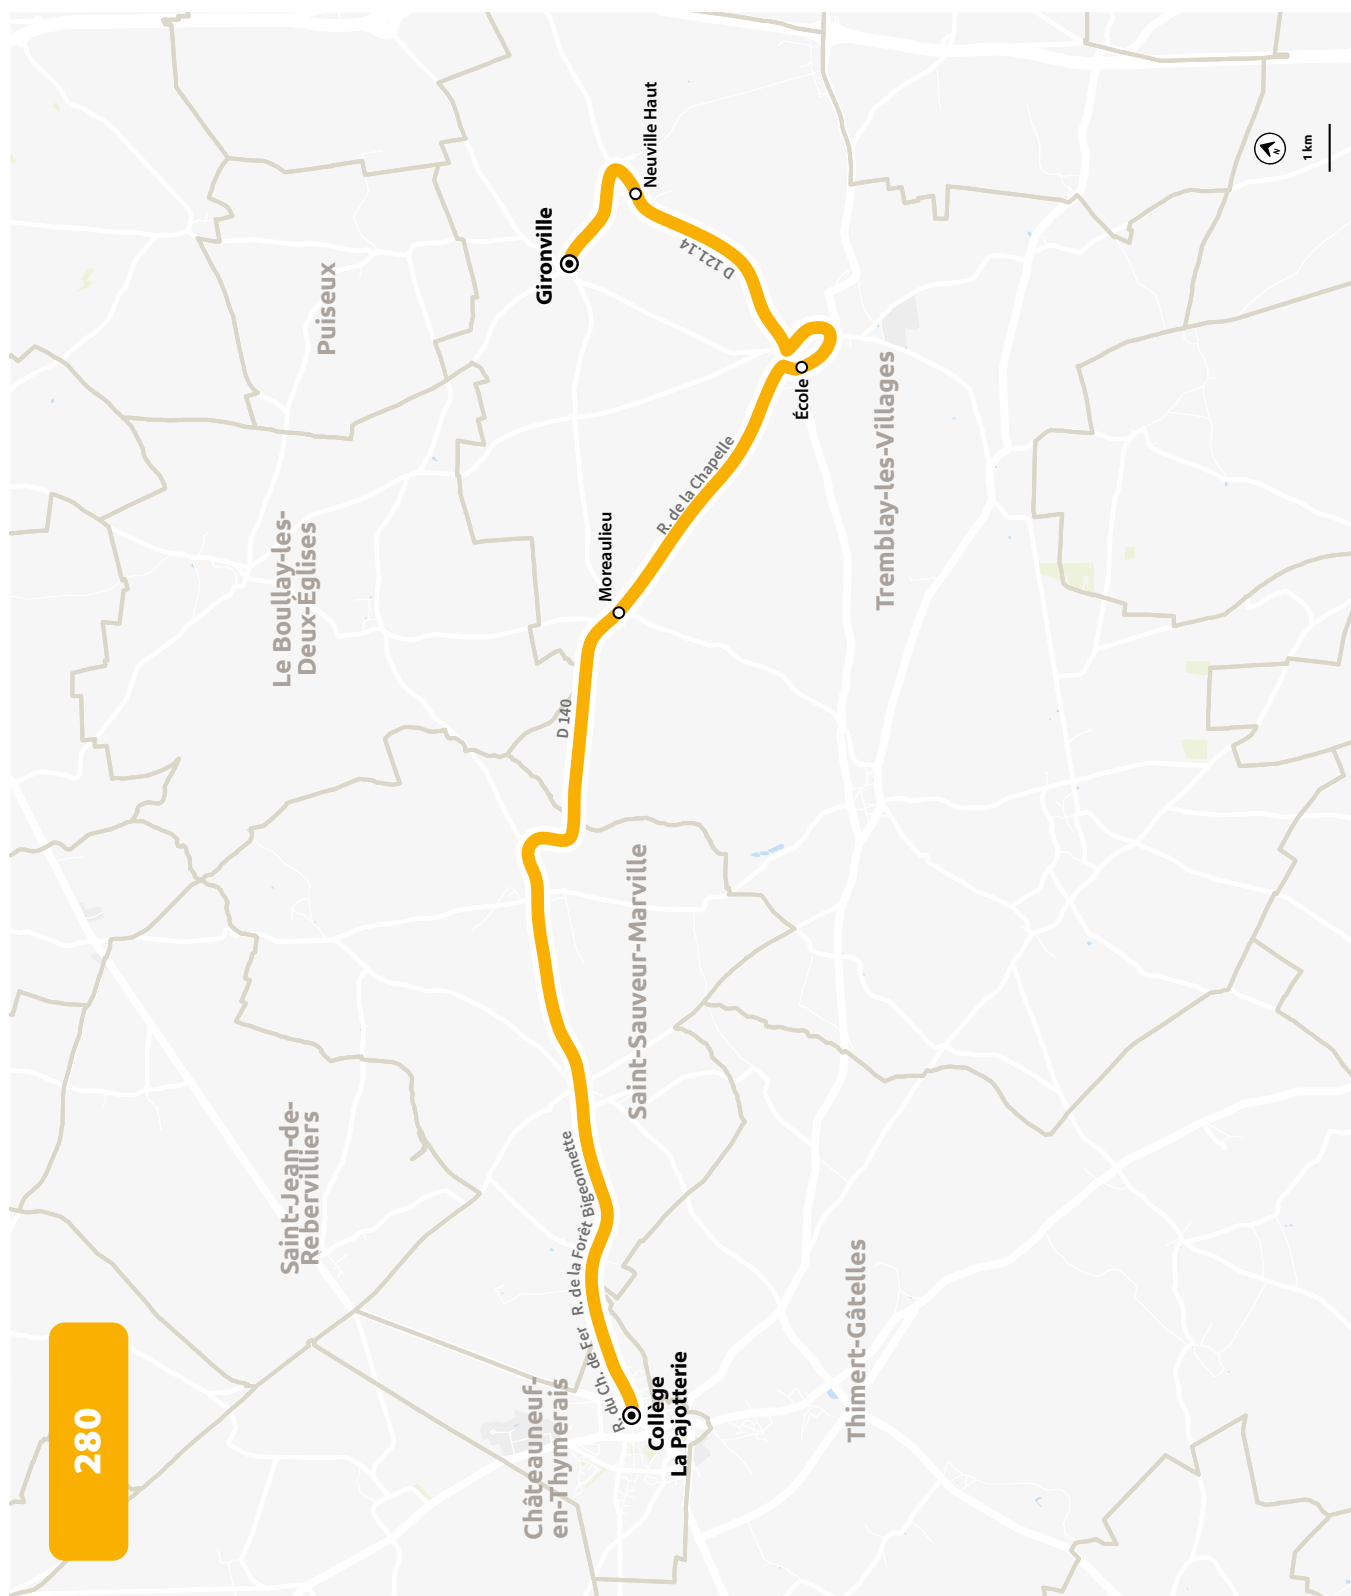 280
Châteauneuf-
en-Thymerais
Collège
La Pajotterie
R. du Ch. de Fer
R. de la Forêt Bigeonnette
Saint-Jean-de-
Rebervilliers
Thimert-Gâtelles
Saint-Sauveur-Marville
D 140
Le Boullay-les-
Deux-Églises
Moreaulieu
R. de la Chapelle
École
Tremblay-les-Villages
Puiseux
D 121.14
Gironville
Neuville Haut
N
1 km